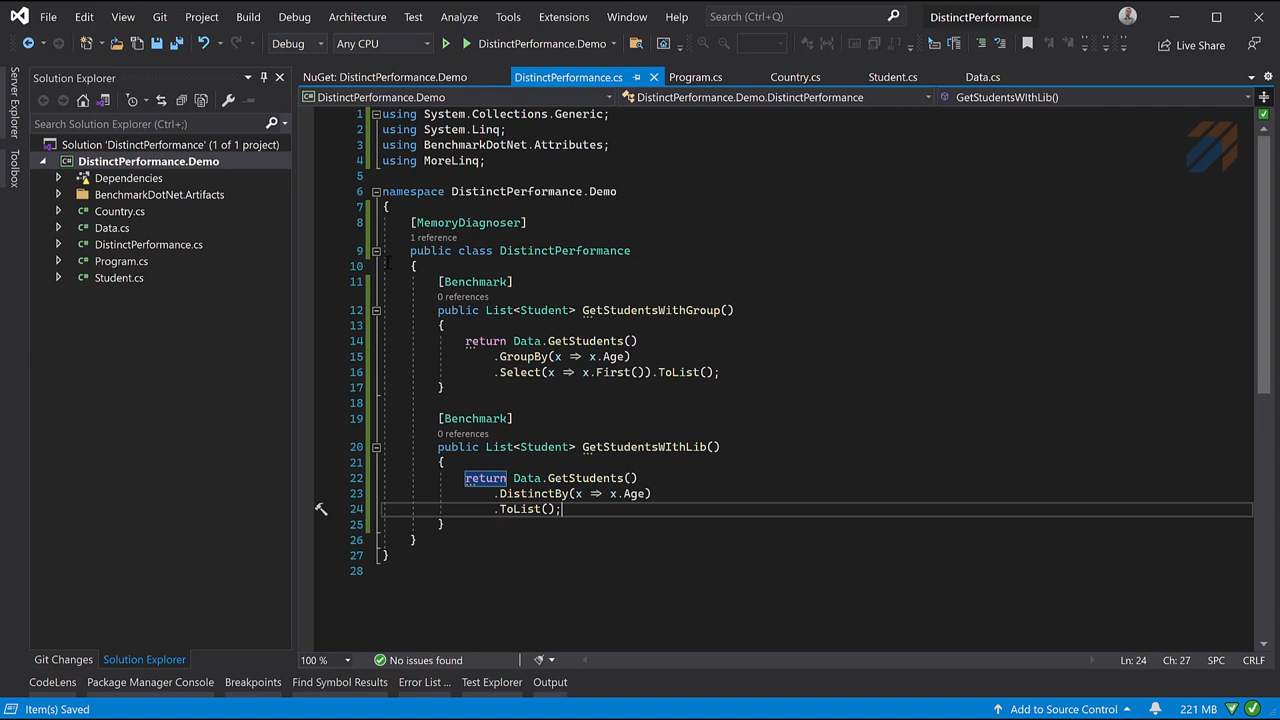 File Edit View Git Project Build Debug Architecture Test Analyze Tools Extensions Window Help Search (Ctrl+Q) DistinctPerformance
Debug Any CPU DistinctPerformance.Demo Live Share
Server Explorer
Toolbox
Solution Explorer
Search Solution Explorer (Ctrl+;)
Solution 'DistinctPerformance' (1 of 1 project)
DistinctPerformance.Demo
Dependencies
BenchmarkDotNet.Artifacts
Country.cs
Data.cs
DistinctPerformance.cs
Program.cs
Student.cs
Git Changes Solution Explorer
NuGet: DistinctPerformance.Demo DistinctPerformance.cs Program.cs Country.cs Student.cs Data.cs
DistinctPerformance.Demo DistinctPerformance.Demo.DistinctPerformance GetStudentsWIthLib()
1 using System.Collections.Generic;
2 using System.Linq;
3 using BenchmarkDotNet.Attributes;
4 using MoreLinq;
5
6 namespace DistinctPerformance.Demo
7 {
8 [MemoryDiagnoser]
1 reference
9 public class DistinctPerformance
10 {
11 [Benchmark]
0 references
12 public List<Student> GetStudentsWithGroup()
13 {
14 return Data.GetStudents()
15 .GroupBy(x => x.Age)
16 .Select(x => x.First()).ToList();
17 }
18
19 [Benchmark]
0 references
20 public List<Student> GetStudentsWIthLib()
21 {
22 return Data.GetStudents()
23 .DistinctBy(x => x.Age)
24 .ToList();
25 }
26 }
27 }
28
100 % No issues found Ln: 24 Ch: 27 SPC CRLF
CodeLens Package Manager Console Breakpoints Find Symbol Results Error List ... Test Explorer Output
Item(s) Saved Add to Source Control 221 MB